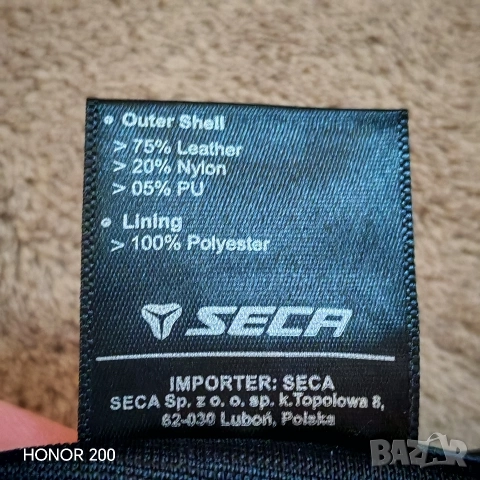 • Outer Shell
> 75% Leather
> 20% Nylon
> 05% PU
• Lining
> 100% Polyester
SECA
IMPORTER: SECA
SECA Sp. z o. o. sp. k.Topolowa 8,
62-030 Luboń, Polska
HONOR 200
BAZAR